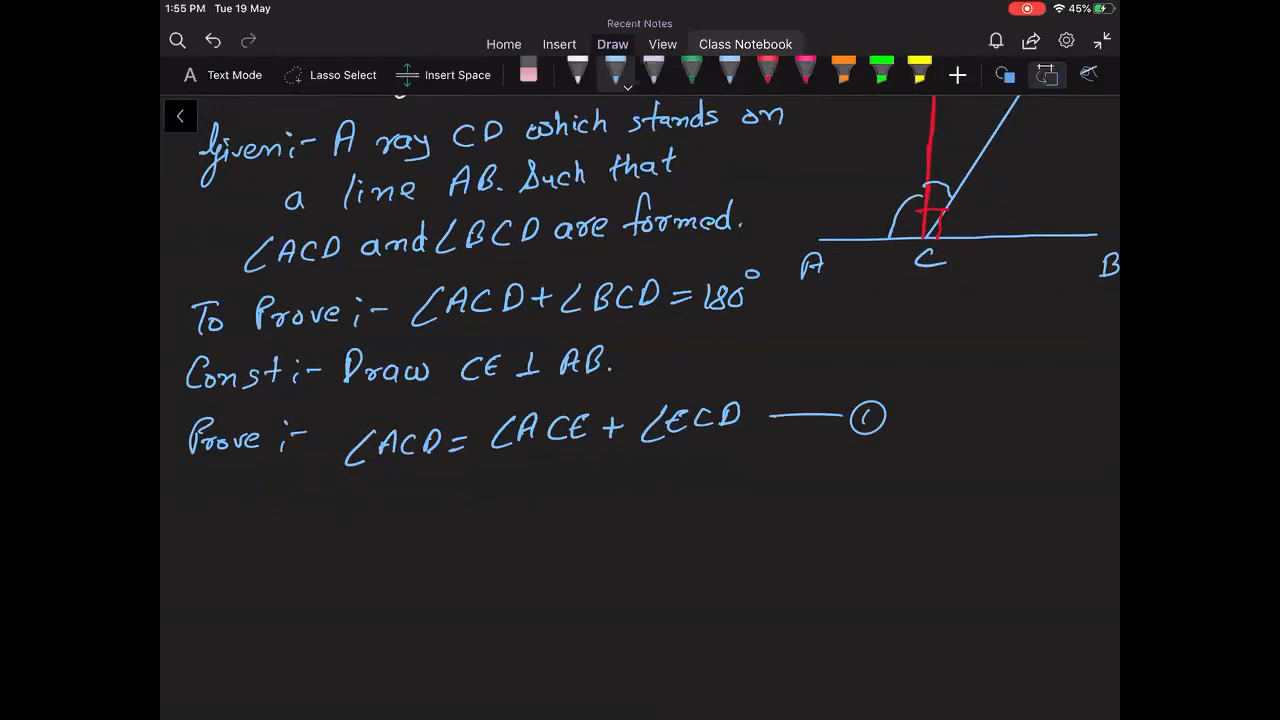 1:55 PM Tue 19 May
45%
Recent Notes
Home Insert Draw View Class Notebook
A Text Mode Lasso Select Insert Space
Given:- A ray CD which stands on
a line AB. Such that
∠ACD and ∠BCD are formed.
A C B
To Prove:- ∠ACD + ∠BCD = 180°
Const:- Draw CE ⊥ AB.
Prove:- ∠ACD = ∠ACE + ∠ECD —— ①